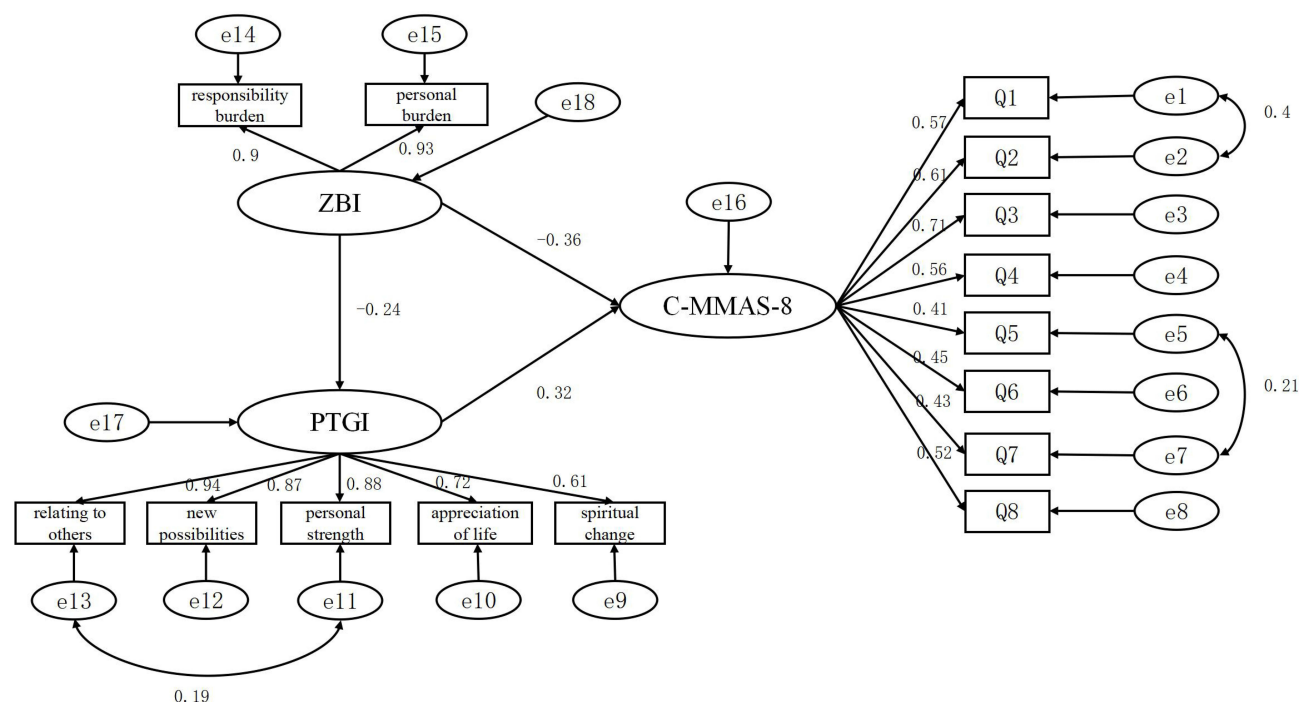 e14
e15
responsibility
burden
personal
burden
e18
0.9
0.93
ZBI
-0.36
-0.24
e16
C-MMAS-8
0.32
e17
PTGI
0.94
0.87
0.88
0.72
0.61
relating to
others
new
possibilities
personal
strength
appreciation
of life
spiritual
change
e13
e12
e11
e10
e9
0.19
0.57
0.61
0.71
0.56
0.41
0.45
0.43
0.52
Q1
Q2
Q3
Q4
Q5
Q6
Q7
Q8
e1
e2
e3
e4
e5
e6
e7
e8
0.4
0.21